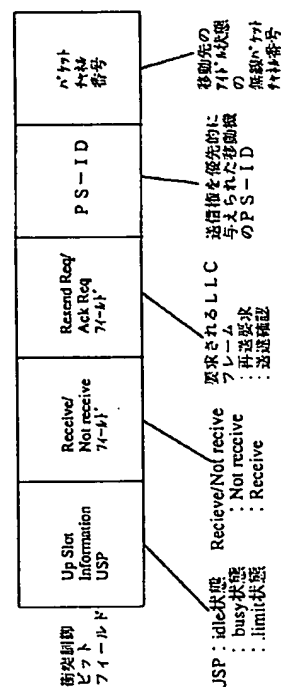 衝突制御
ビット
フィールド
Up Slot
Information
USP
Receive/
Not receive
フィールド
Resend Req/
Ack Req
フィールド
PS-ID
パケット
チャネル
番号
USP:idle状態
:busy状態
:limit状態
Recieve/Not recive
:Not receive
:Receive
要求されるLLC
フレーム
:再送要求
:送達確認
送信権を優先的に
与えられた移動機
のPS-ID
移動先の
アイドル状態
の
無線パケット
チャネル番号